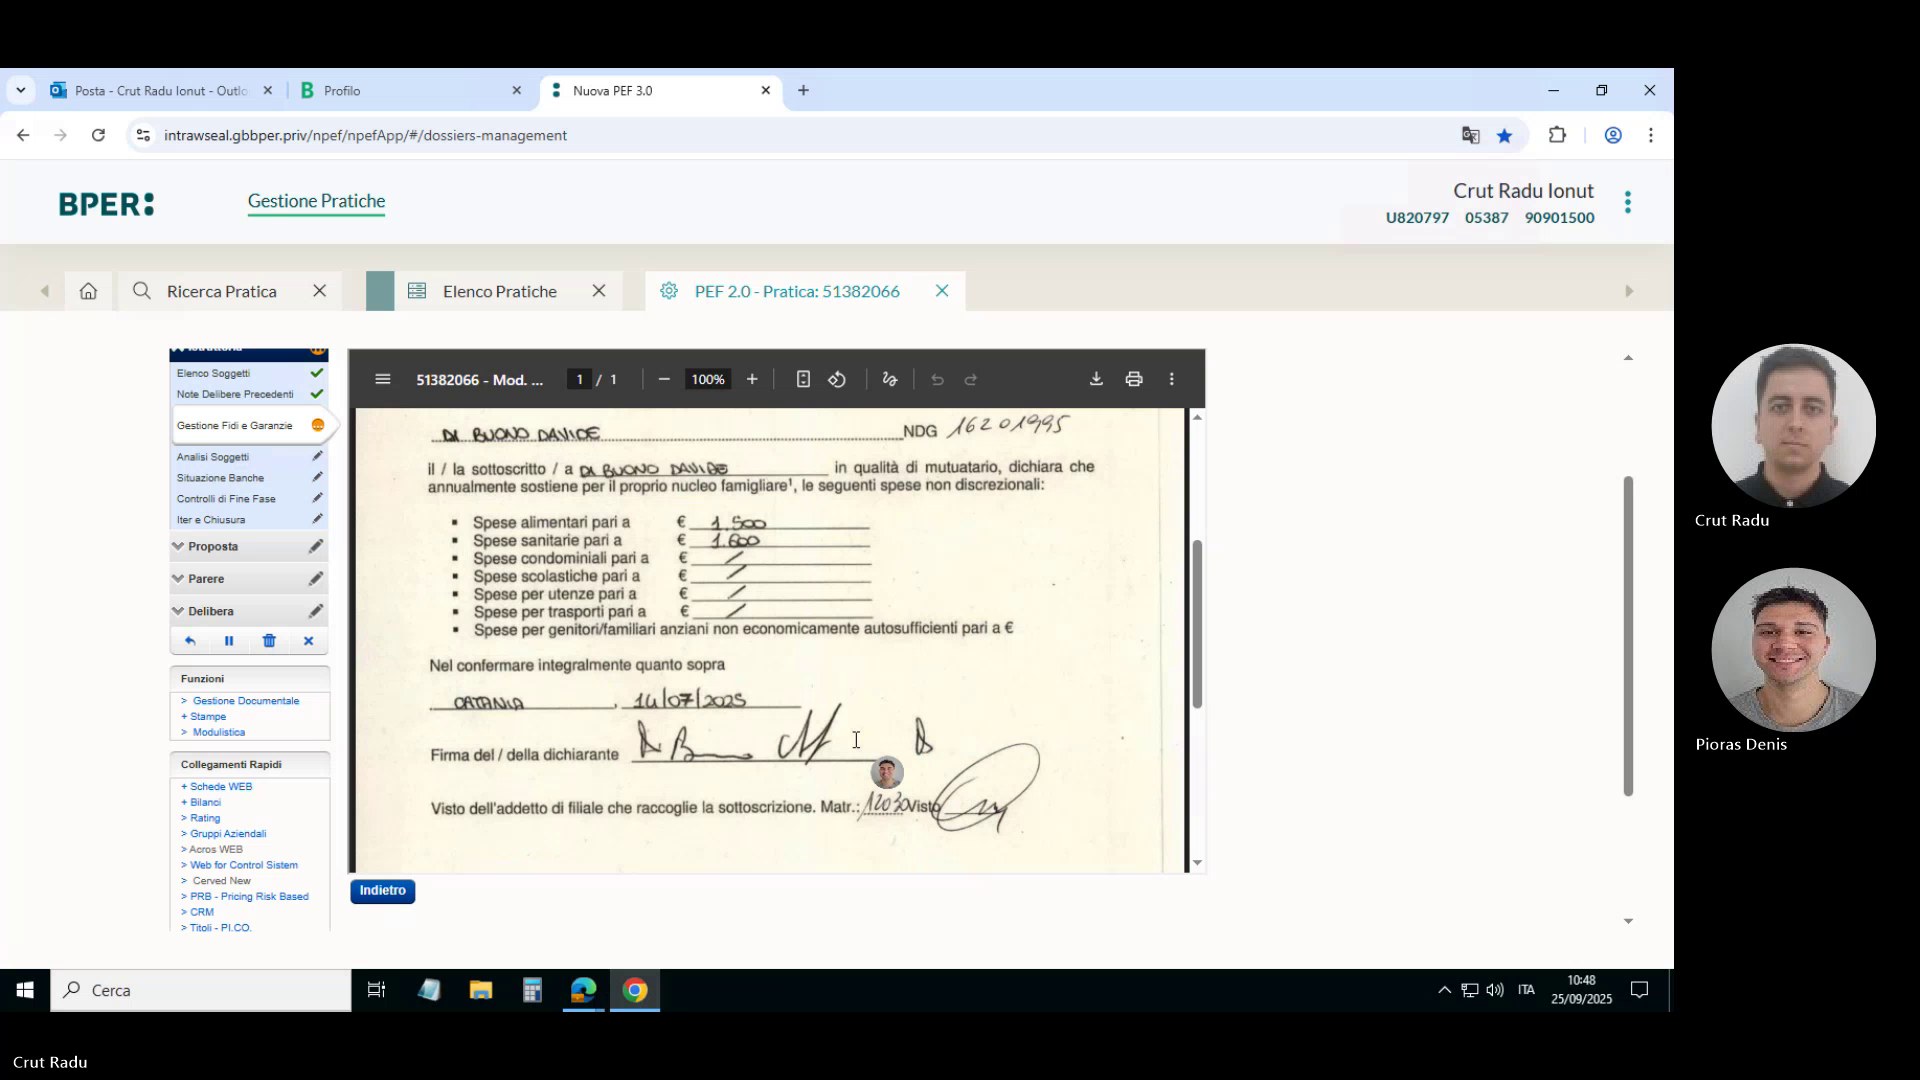 Posta - Crut Radu Ionut - Outlo
Profilo
Nuova PEF 3.0
intrawseal.gbbper.priv/npef/npefApp/#/dossiers-management
BPER:
Gestione Pratiche
Crut Radu Ionut
U820797 05387 90901500
Ricerca Pratica
Elenco Pratiche
PEF 2.0 - Pratica: 51382066
Elenco Soggetti
Note Delibere Precedenti
Gestione Fidi e Garanzie
Analisi Soggetti
Situazione Banche
Controlli di Fine Fase
Iter e Chiusura
Proposta
Parere
Delibera
Funzioni
> Gestione Documentale
+ Stampe
> Modulistica
Collegamenti Rapidi
+ Schede WEB
+ Bilanci
> Rating
> Gruppi Aziendali
> Acros WEB
> Web for Control Sistem
> Cerved New
> PRB - Pricing Risk Based
> CRM
> Titoli - PI.CO.
51382066 - Mod. ...
1 / 1
100%
DI BUONO DAVIDE NDG 16201995
il / la sottoscritto / a DI BUONO DAVIDE in qualità di mutuatario, dichiara che
annualmente sostiene per il proprio nucleo famigliare¹, le seguenti spese non discrezionali:
▪ Spese alimentari pari a € 1.500
▪ Spese sanitarie pari a € 1.600
▪ Spese condominiali pari a € /
▪ Spese scolastiche pari a € /
▪ Spese per utenze pari a € /
▪ Spese per trasporti pari a € /
▪ Spese per genitori/familiari anziani non economicamente autosufficienti pari a €
Nel confermare integralmente quanto sopra
CATANIA, 14/07/2025
Firma del / della dichiarante
Visto dell'addetto di filiale che raccoglie la sottoscrizione. Matr.: Visto
Indietro
Crut Radu
Pioras Denis
Cerca
ITA
10:48
25/09/2025
Crut Radu